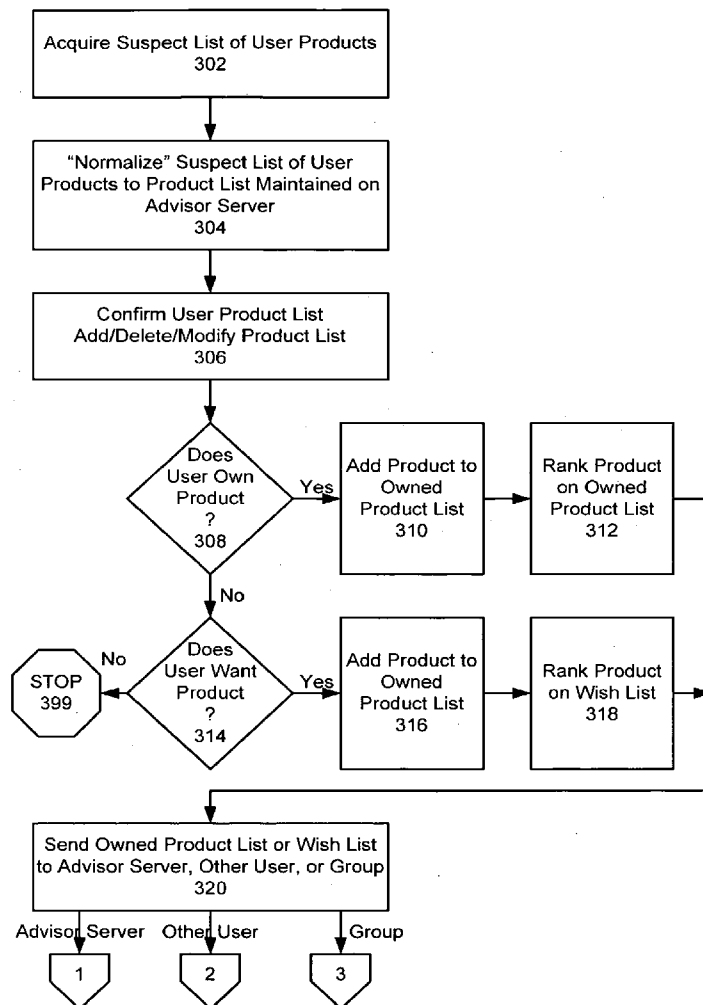 Acquire Suspect List of User Products
302
"Normalize" Suspect List of User
Products to Product List Maintained on
Advisor Server
304
Confirm User Product List
Add/Delete/Modify Product List
306
Does
User Own
Product
?
308
Yes
Add Product to
Owned
Product List
310
Rank Product
on Owned
Product List
312
No
Does
User Want
Product
?
314
No
STOP
399
Yes
Add Product to
Owned
Product List
316
Rank Product
on Wish List
318
Send Owned Product List or Wish List
to Advisor Server, Other User, or Group
320
Advisor Server
Other User
Group
1
2
3